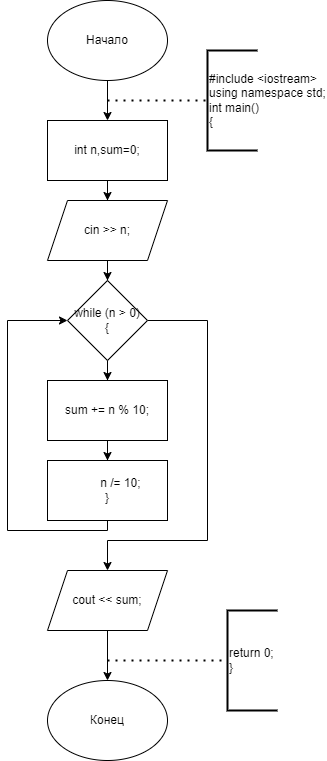 Начало
#include <iostream>
using namespace std;
int main()
{
int n,sum=0;
cin >> n;
while (n > 0)
{
sum += n % 10;
n /= 10;
}
cout << sum;
return 0;
}
Конец